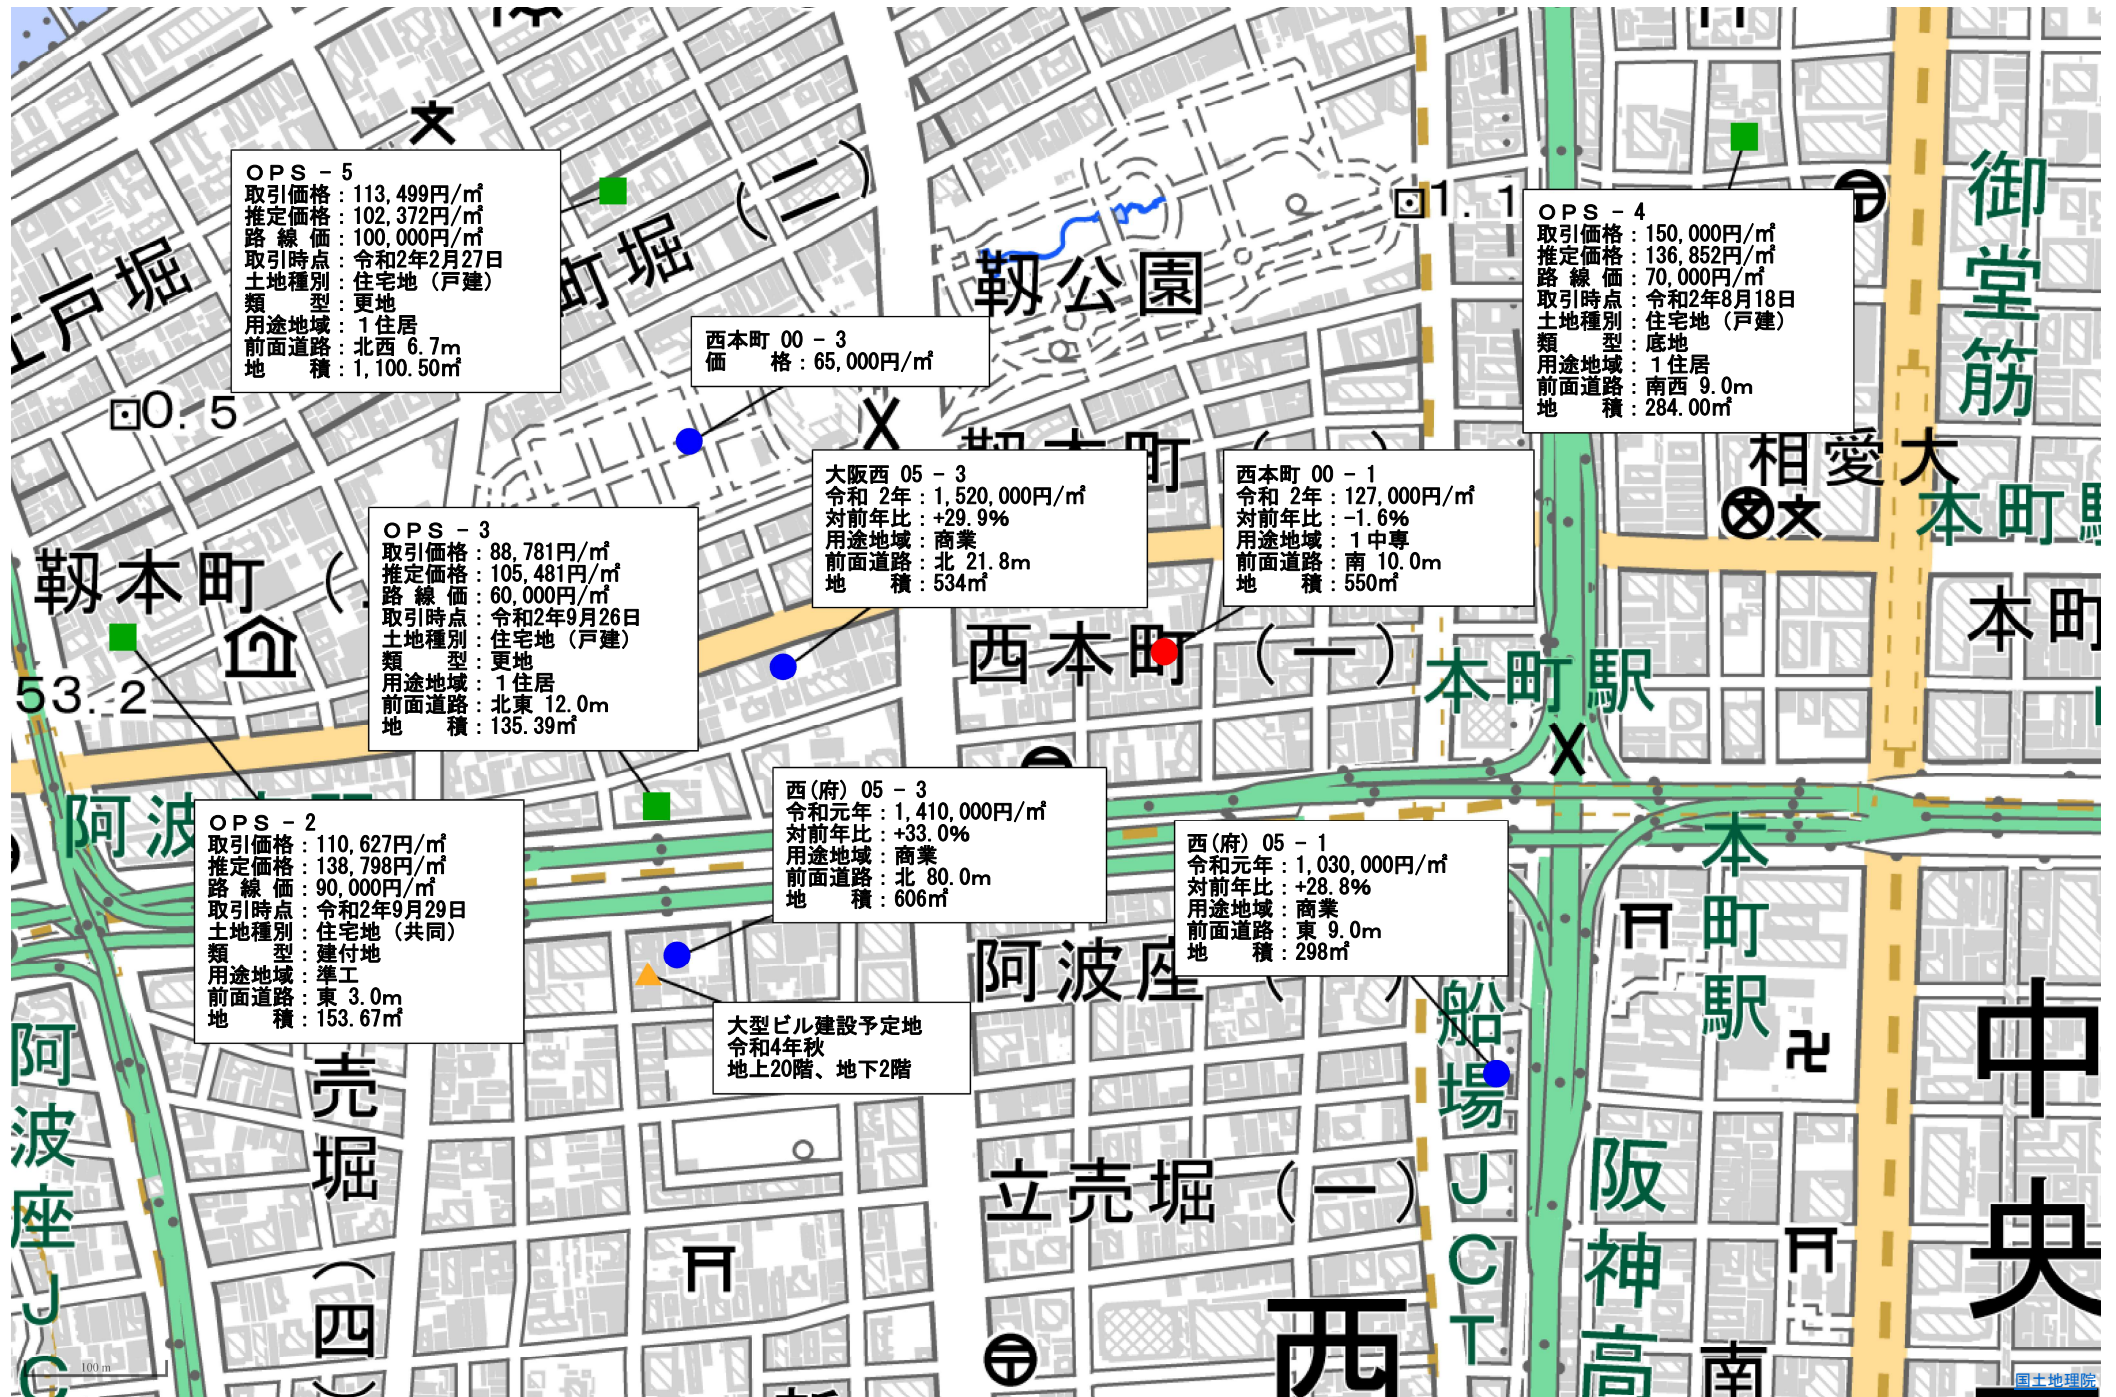 OPS - 5
取引価格：113,499円/㎡
推定価格：102,372円/㎡
路 線 価：100,000円/㎡
取引時点：令和2年2月27日
土地種別：住宅地（戸建）
類　　型：更地
用途地域：１住居
前面道路：北西 6.7m
地　　積：1,100.50㎡
OPS - 4
取引価格：150,000円/㎡
推定価格：136,852円/㎡
路 線 価：70,000円/㎡
取引時点：令和2年8月18日
土地種別：住宅地（戸建）
類　　型：底地
用途地域：１住居
前面道路：南西 9.0m
地　　積：284.00㎡
西本町 00 - 3
価　　格：65,000円/㎡
大阪西 05 - 3
令和 2年：1,520,000円/㎡
対前年比：+29.9%
用途地域：商業
前面道路：北 21.8m
地　　積：534㎡
西本町 00 - 1
令和 2年：127,000円/㎡
対前年比：-1.6%
用途地域：１中専
前面道路：南 10.0m
地　　積：550㎡
OPS - 3
取引価格：88,781円/㎡
推定価格：105,481円/㎡
路 線 価：60,000円/㎡
取引時点：令和2年9月26日
土地種別：住宅地（戸建）
類　　型：更地
用途地域：１住居
前面道路：北東 12.0m
地　　積：135.39㎡
西(府) 05 - 3
令和元年：1,410,000円/㎡
対前年比：+33.0%
用途地域：商業
前面道路：北 80.0m
地　　積：606㎡
OPS - 2
取引価格：110,627円/㎡
推定価格：138,798円/㎡
路 線 価：90,000円/㎡
取引時点：令和2年9月29日
土地種別：住宅地（共同）
類　　型：建付地
用途地域：準工
前面道路：東 3.0m
地　　積：153.67㎡
西(府) 05 - 1
令和元年：1,030,000円/㎡
対前年比：+28.8%
用途地域：商業
前面道路：東 9.0m
地　　積：298㎡
大型ビル建設予定地
令和4年秋
地上20階、地下2階
戸堀
町堀（二）
靱公園
1.1
0.5
御堂筋
相愛大
本町駅
靱本町（
靱本町（
53.2
西本町（一）
本町駅
本町
阿波
阿波座（ ）
本町駅
船場JCT
阪神高
阿波座JC
売堀（四）
立売堀（一）
中央
西
南
100 m
国土地理院